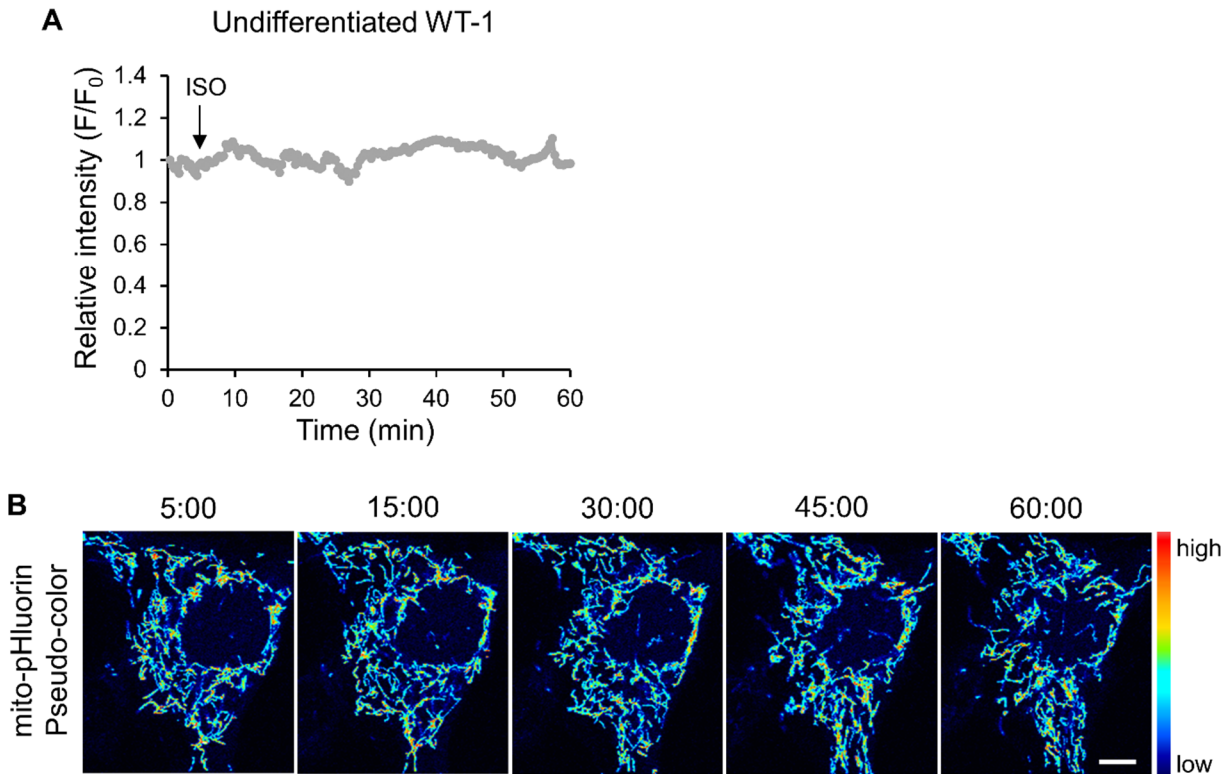 A
Undifferentiated WT-1
Relative intensity (F/F₀)
1.4
1.2
1
0.8
0.6
0.4
0.2
0
ISO
0 10 20 30 40 50 60
Time (min)
B
5:00 15:00 30:00 45:00 60:00
mito-pHluorin
Pseudo-color
high
low